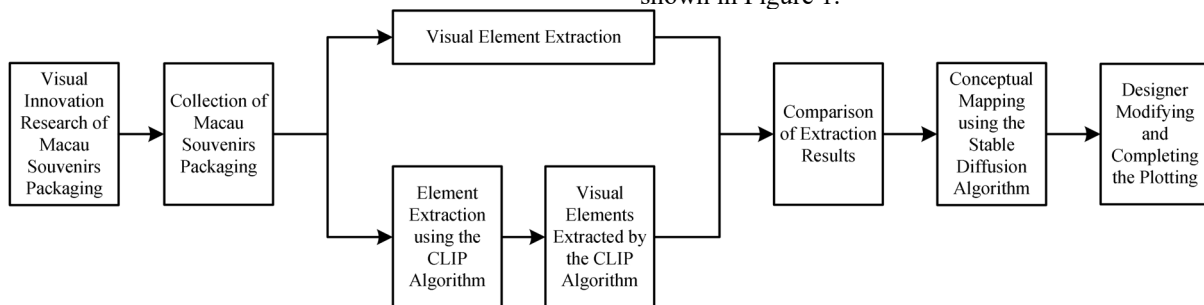 shown in Figure 1.
Visual
Innovation
Research of
Macau
Souvenirs
Packaging
Collection of
Macau
Souvenirs
Packaging
Visual Element Extraction
Element
Extraction
using the
CLIP
Algorithm
Visual
Elements
Extracted by
the CLIP
Algorithm
Comparison
of Extraction
Results
Conceptual
Mapping
using the
Stable
Diffusion
Algorithm
Designer
Modifying
and
Completing
the Plotting